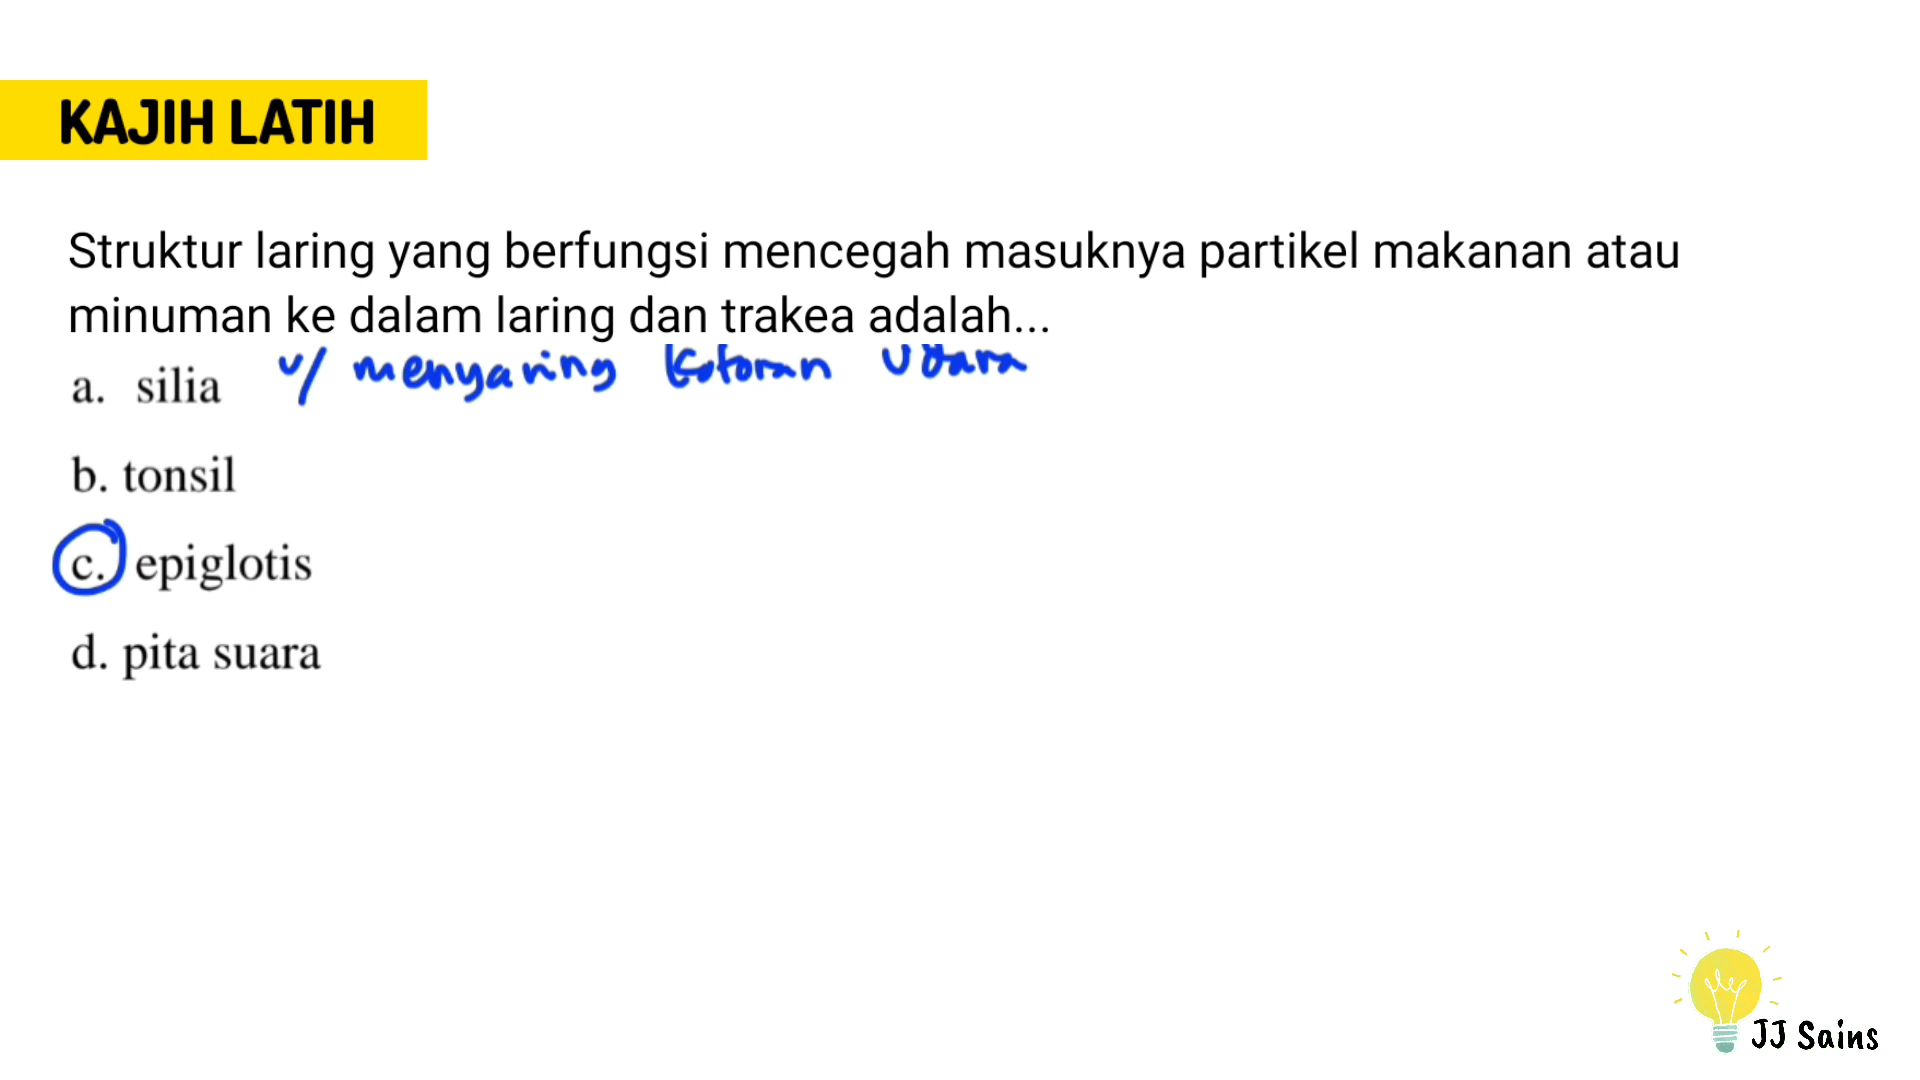 KAJIH LATIH
Struktur laring yang berfungsi mencegah masuknya partikel makanan atau
minuman ke dalam laring dan trakea adalah...
a. silia u/ menyaring kotoran udara
b. tonsil
c. epiglotis
d. pita suara
JJ Sains